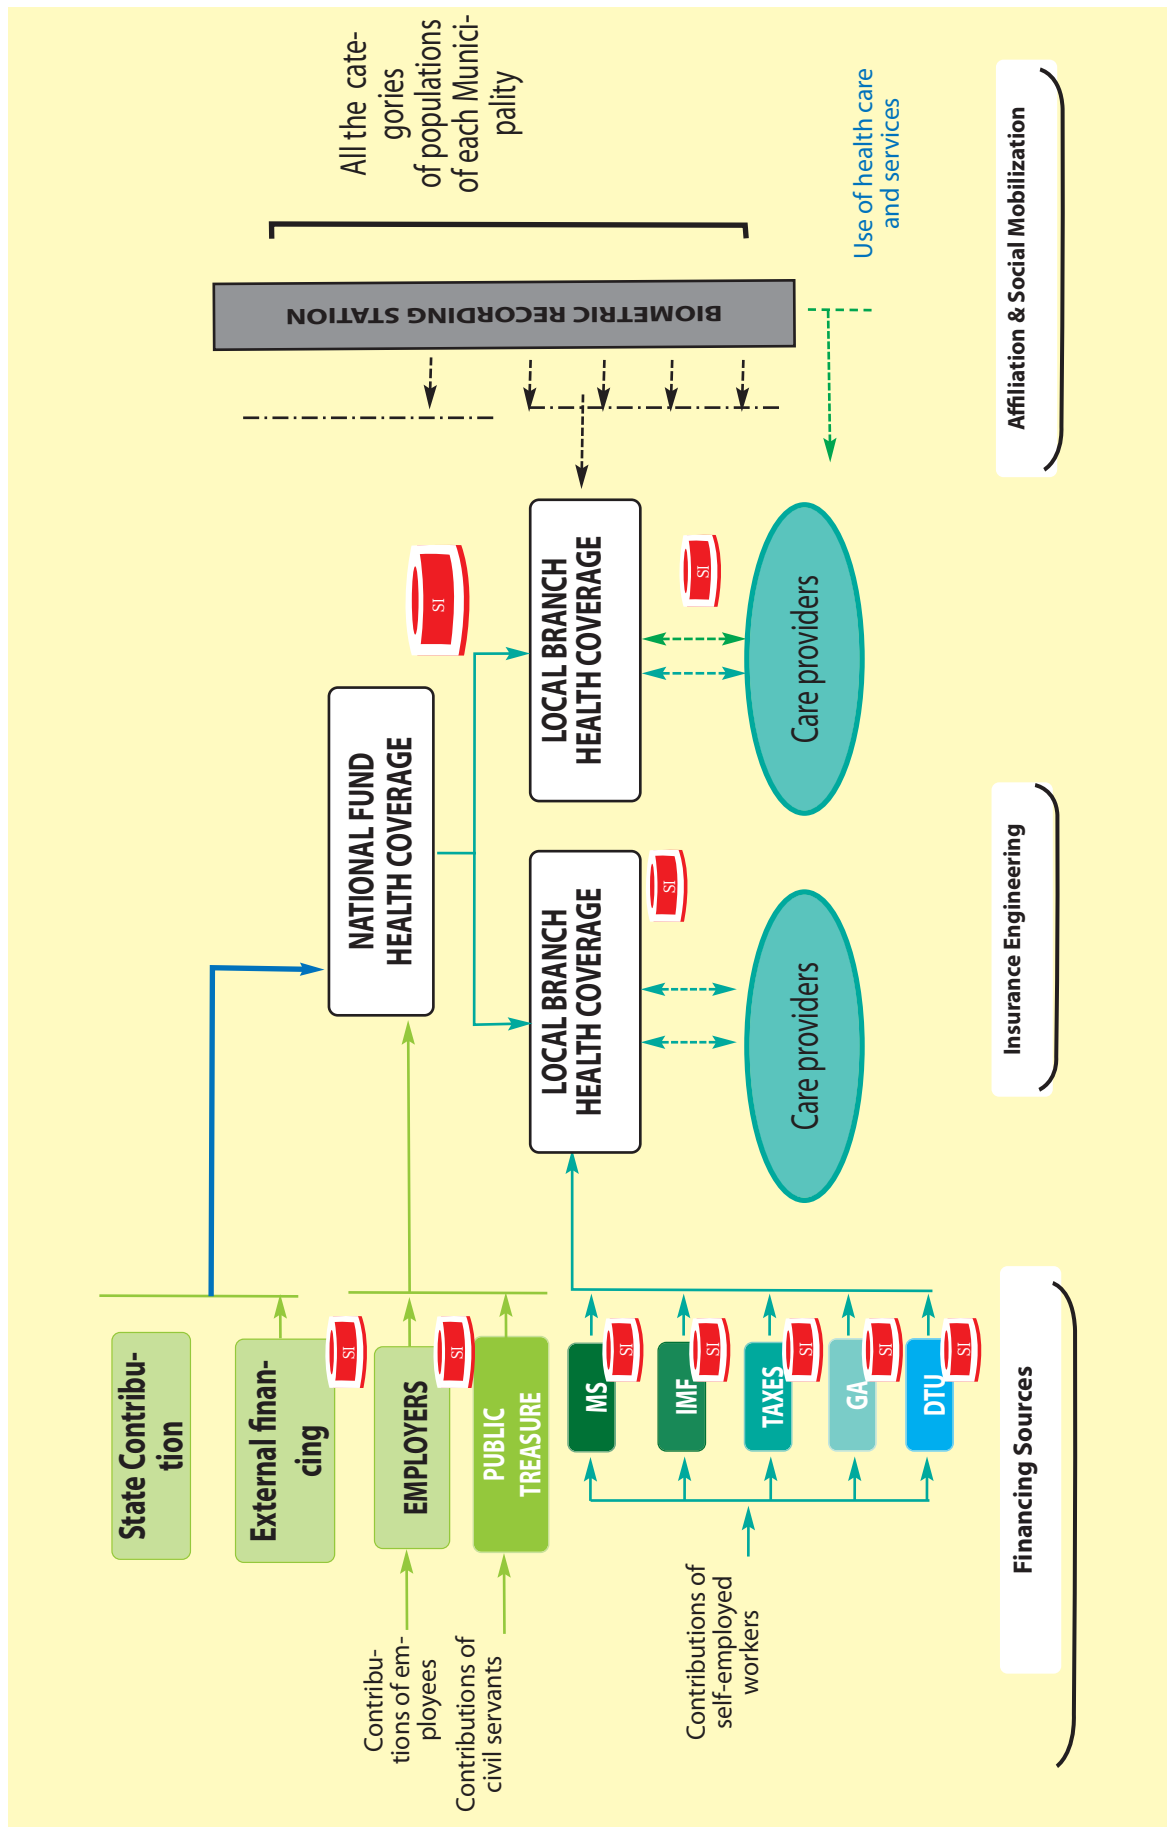 State Contribu-
tion
External finan-
cing
SI
Contribu-
tions of em-
ployees
EMPLOYERS
SI
Contributions of
civil servants
PUBLIC
TREASURE
Contributions of
self-employed
workers
MS
SI
IMF
SI
TAXES
SI
GA
SI
DTU
SI
Financing Sources
NATIONAL FUND
HEALTH COVERAGE
SI
LOCAL BRANCH
HEALTH COVERAGE
SI
Care providers
LOCAL BRANCH
HEALTH COVERAGE
SI
Care providers
Insurance Engineering
BIOMETRIC RECORDING STATION
All the cate-
gories
of populations
of each Munici-
pality
Use of health care
and services
Affiliation & Social Mobilization